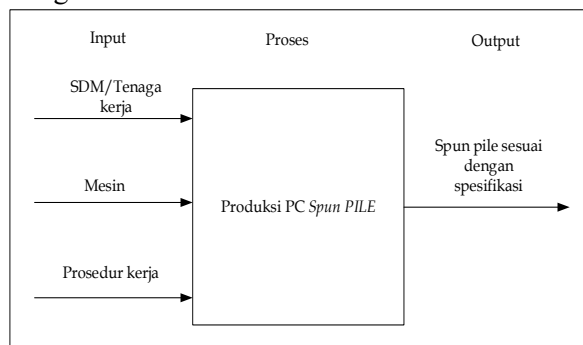 Input Proses Output
SDM/Tenaga
kerja
Mesin
Prosedur kerja
Produksi PC Spun PILE
Spun pile sesuai
dengan
spesifikasi